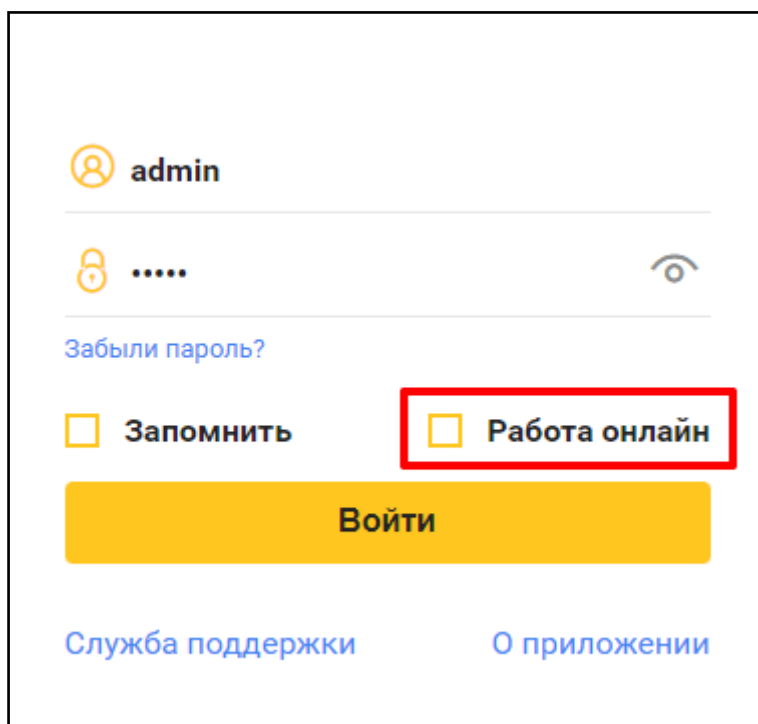 admin
•••••
Забыли пароль?
Запомнить Работа онлайн
Войти
Служба поддержки О приложении